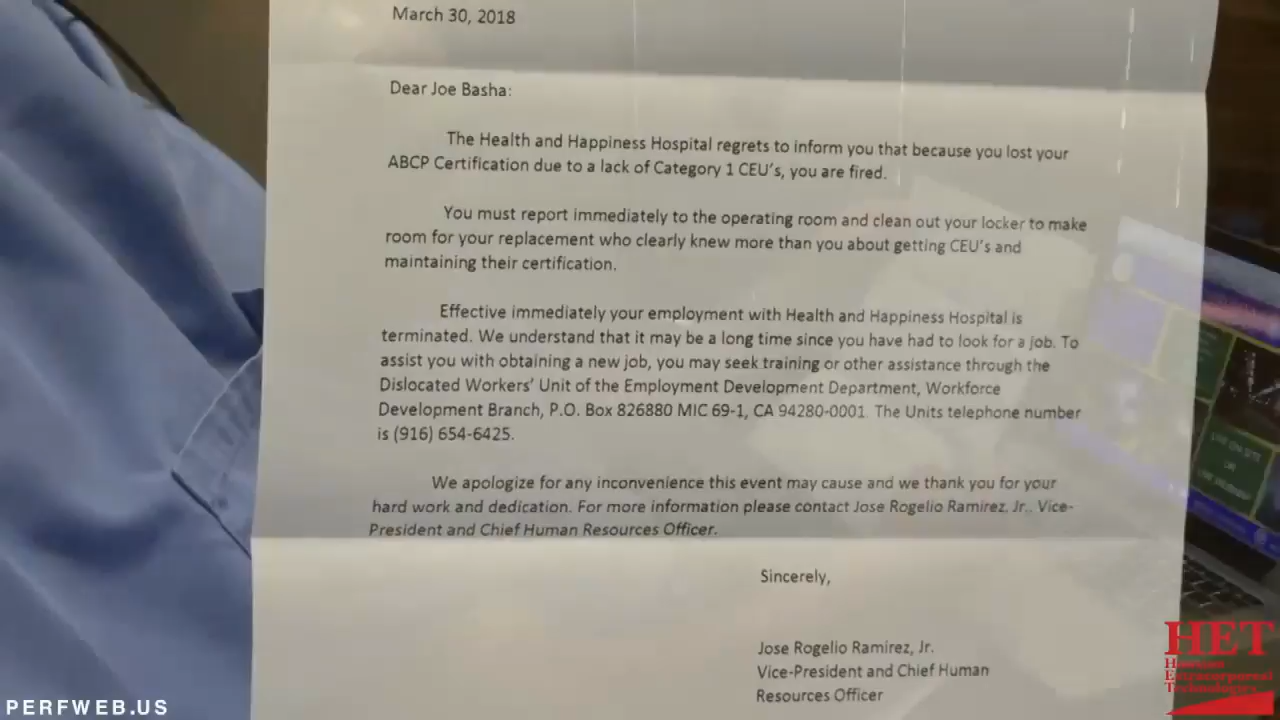 March 30, 2018
Dear Joe Basha:
The Health and Happiness Hospital regrets to inform you that because you lost your
ABCP Certification due to a lack of Category 1 CEU's, you are fired.
You must report immediately to the operating room and clean out your locker to make
room for your replacement who clearly knew more than you about getting CEU's and
maintaining their certification.
Effective immediately your employment with Health and Happiness Hospital is
terminated. We understand that it may be a long time since you have had to look for a job. To
assist you with obtaining a new job, you may seek training or other assistance through the
Dislocated Workers' Unit of the Employment Development Department, Workforce
Development Branch, P.O. Box 826880 MIC 69-1, CA 94280-0001. The Units telephone number
is (916) 654-6425.
We apologize for any inconvenience this event may cause and we thank you for your
hard work and dedication. For more information please contact Jose Rogelio Ramirez, Jr., Vice-
President and Chief Human Resources Officer.
Sincerely,
Jose Rogelio Ramirez, Jr.
Vice-President and Chief Human
Resources Officer
HET
Houston
Extracorporeal
Technologies
PERFWEB.US